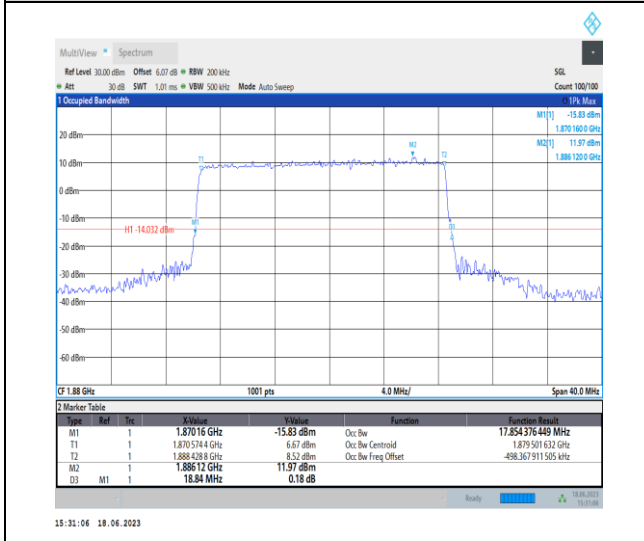 MultiView Spectrum
Ref Level 30.00 dBm Offset 6.07 dB RBW 200 kHz SGL
Att 30 dB SWT 1.01 ms VBW 500 kHz Mode Auto Sweep Count 100/100
1 Occupied Bandwidth 1Pk Max
M1[1] -15.83 dBm
1.870 160 0 GHz
M2[1] 11.97 dBm
1.886 120 0 GHz
20 dBm
M2
T1 T2
10 dBm
0 dBm
-10 dBm
M1 D3
H1 -14.032 dBm
-20 dBm
-30 dBm
-40 dBm
-50 dBm
-60 dBm
CF 1.88 GHz 1001 pts 4.0 MHz/ Span 40.0 MHz
2 Marker Table
Type Ref Trc X-Value Y-Value Function Function Result
M1 1 1.87016 GHz -15.83 dBm Occ Bw 17.854 376 449 MHz
T1 1 1.870 574 4 GHz 6.67 dBm Occ Bw Centroid 1.879 501 632 GHz
T2 1 1.888 428 8 GHz 8.52 dBm Occ Bw Freq Offset -498.367 911 505 kHz
M2 1 1.88612 GHz 11.97 dBm
D3 M1 1 18.84 MHz 0.18 dB
Ready 18.06.2023
15:31:06
15:31:06 18.06.2023